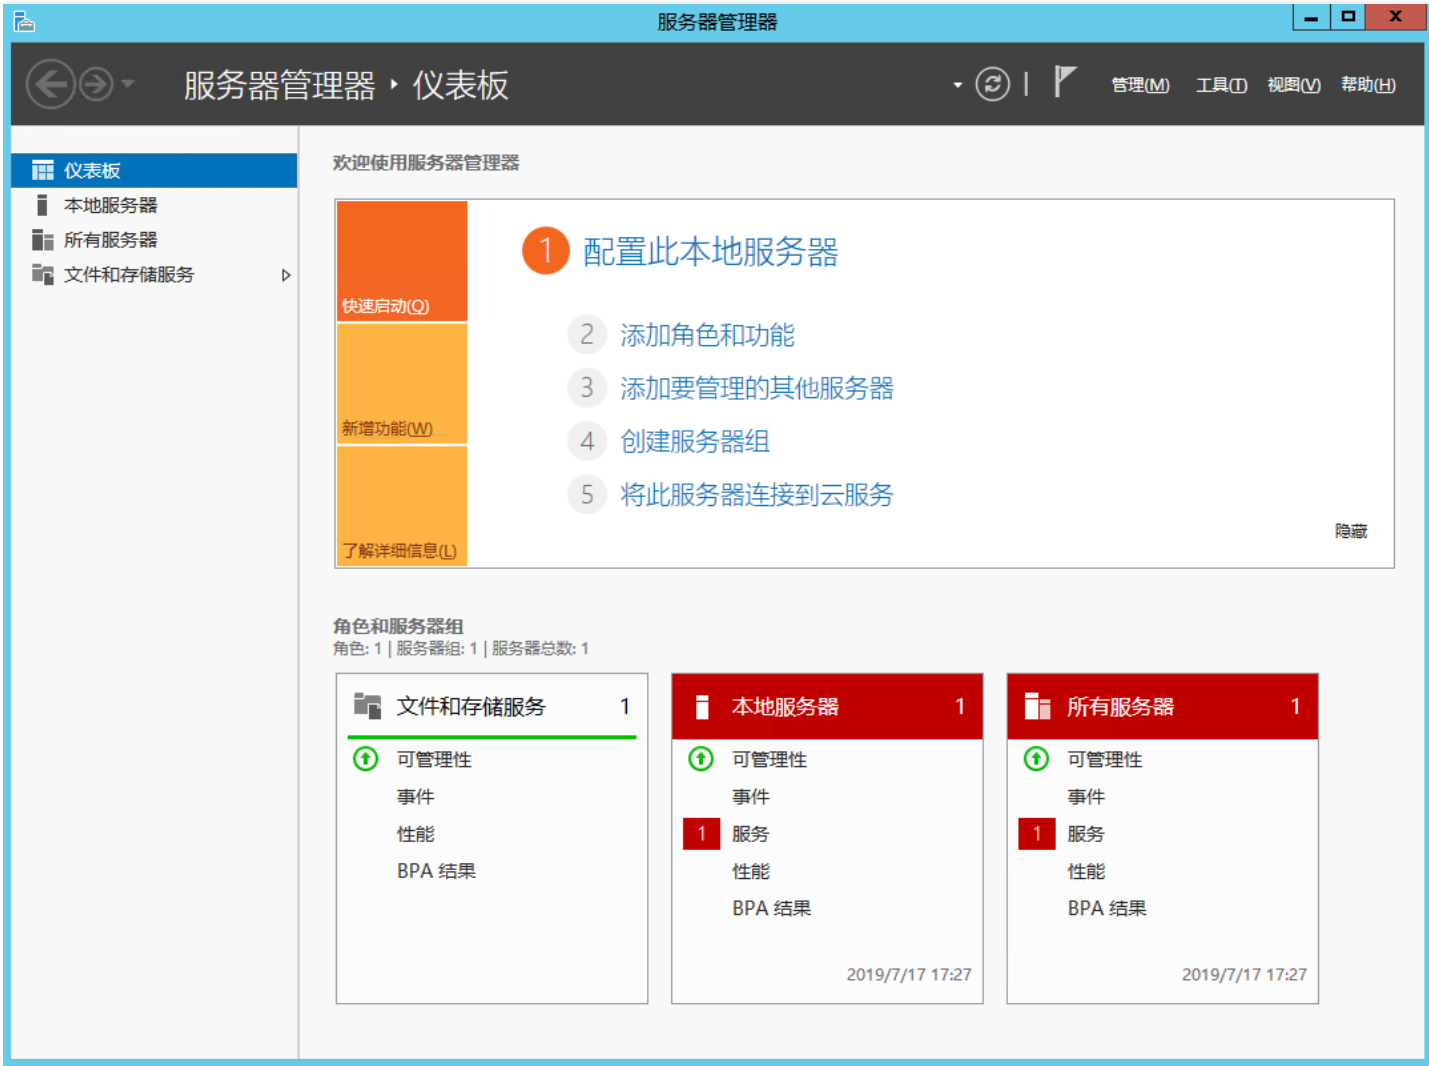 服务器管理器
服务器管理器 · 仪表板
管理(M) 工具(T) 视图(V) 帮助(H)
仪表板
本地服务器
所有服务器
文件和存储服务
欢迎使用服务器管理器
快速启动(Q)
新增功能(W)
了解详细信息(L)
1 配置此本地服务器
2 添加角色和功能
3 添加要管理的其他服务器
4 创建服务器组
5 将此服务器连接到云服务
隐藏
角色和服务器组
角色: 1 | 服务器组: 1 | 服务器总数: 1
文件和存储服务 1
可管理性
事件
性能
BPA 结果
本地服务器 1
可管理性
事件
1 服务
性能
BPA 结果
2019/7/17 17:27
所有服务器 1
可管理性
事件
1 服务
性能
BPA 结果
2019/7/17 17:27